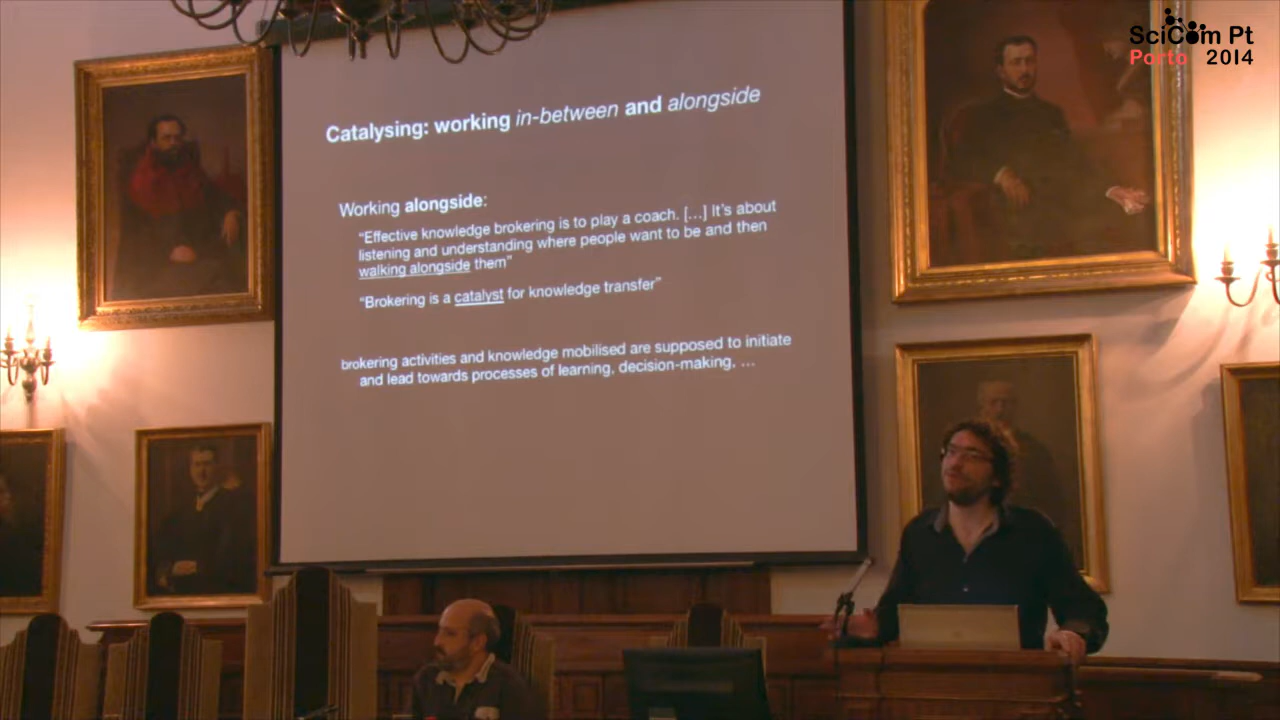 SciCom Pt
Porto 2014
Catalysing: working in-between and alongside
Working alongside:
“Effective knowledge brokering is to play a coach. [...] It's about
listening and understanding where people want to be and then
walking alongside them”
“Brokering is a catalyst for knowledge transfer”
brokering activities and knowledge mobilised are supposed to initiate
and lead towards processes of learning, decision-making, ...